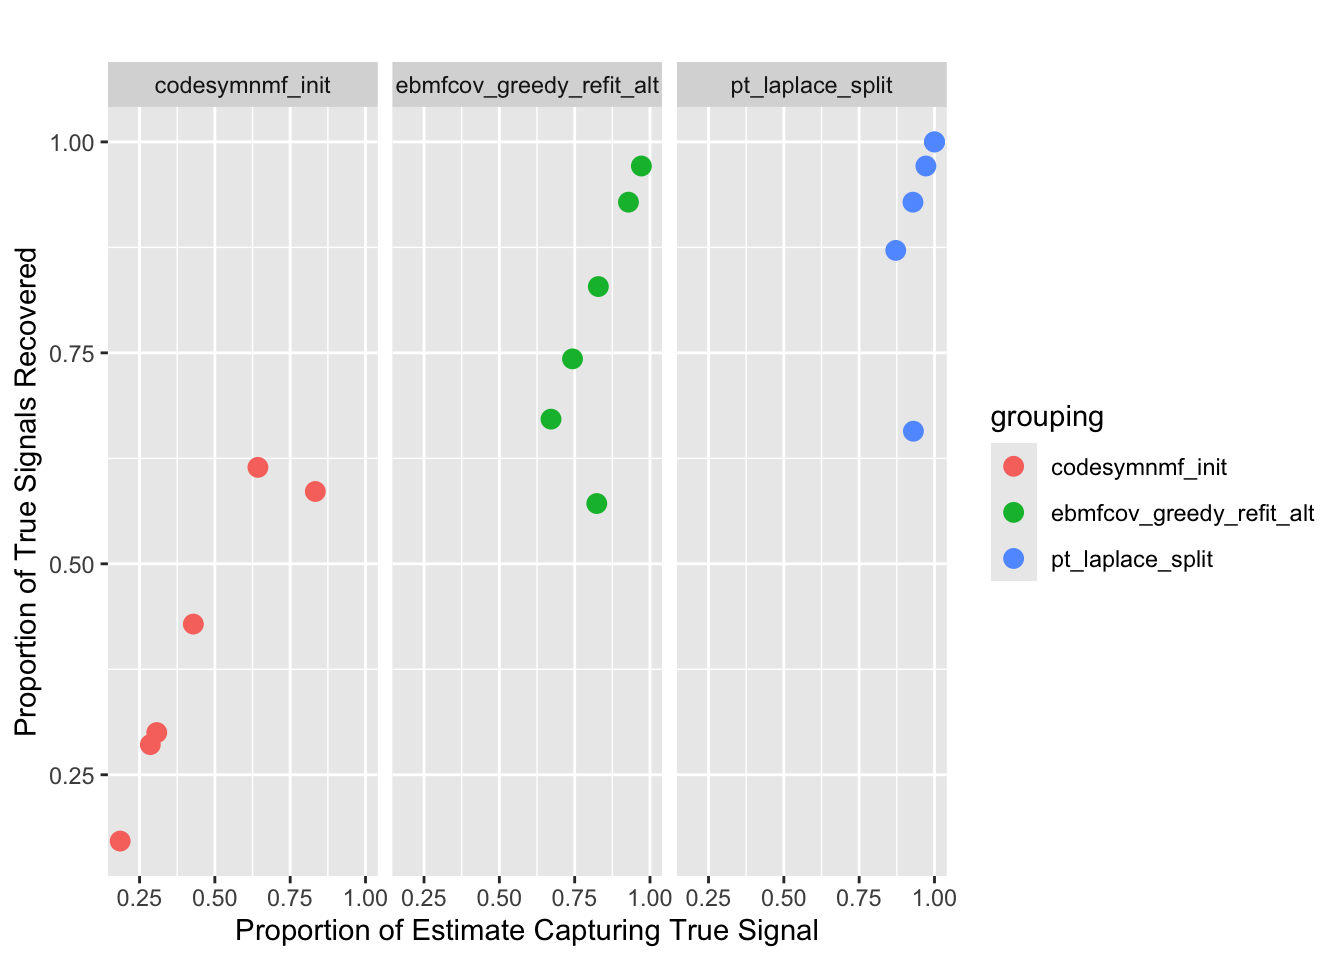 codesymnmf_init ebmfcov_greedy_refit_alt pt_laplace_split
1.00
0.75
0.50
0.25
Proportion of True Signals Recovered
0.25 0.50 0.75 1.00 0.25 0.50 0.75 1.00 0.25 0.50 0.75 1.00
Proportion of Estimate Capturing True Signal
grouping
codesymnmf_init
ebmfcov_greedy_refit_alt
pt_laplace_split